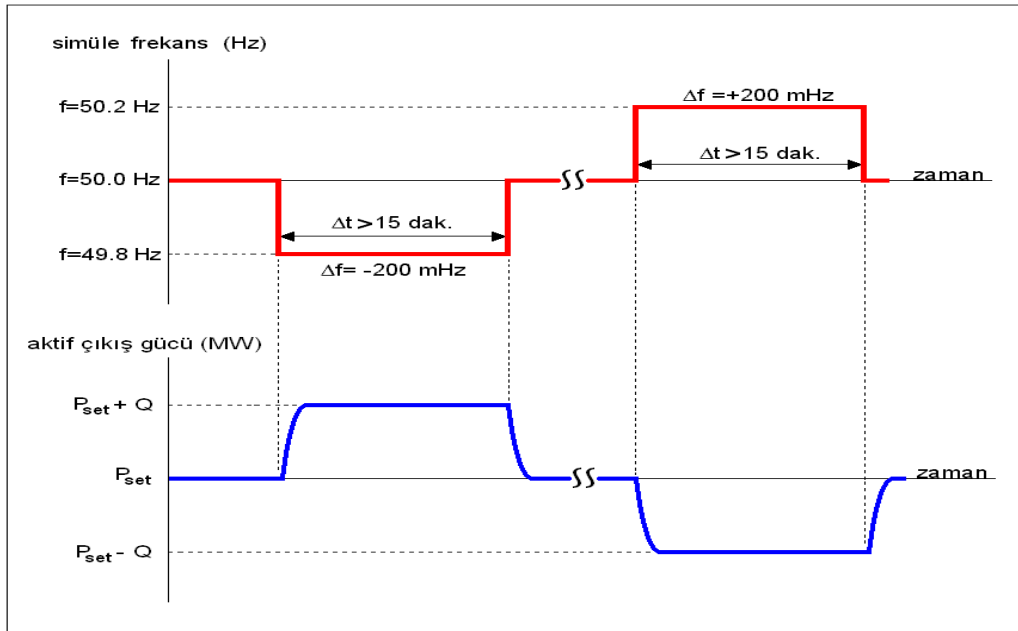 simüle frekans (Hz)
f=50.2 Hz
Δf =+200 mHz
Δt>15 dak.
f=50.0 Hz
zaman
Δt>15 dak.
f=49.8 Hz
Δf= -200 mHz
aktif çıkış gücü (MW)
Pset + Q
Pset
zaman
Pset - Q